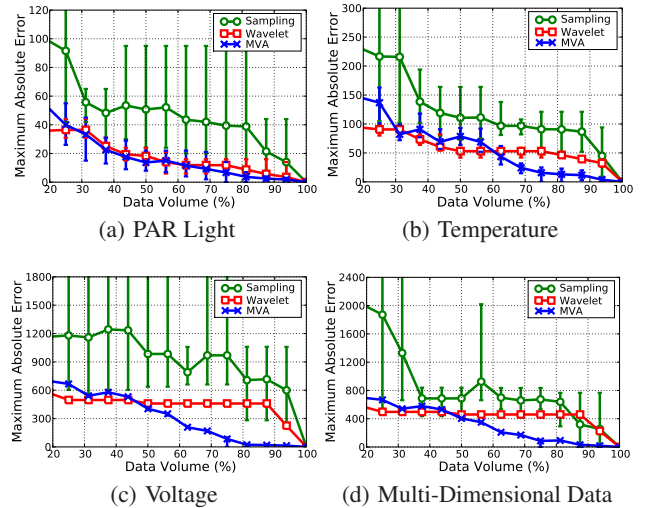 Maximum Absolute Error
120
100
80
60
40
20
0
20 30 40 50 60 70 80 90 100
Data Volume (%)
Sampling
Wavelet
MVA
(a) PAR Light
Maximum Absolute Error
300
250
200
150
100
50
0
20 30 40 50 60 70 80 90 100
Data Volume (%)
Sampling
Wavelet
MVA
(b) Temperature
Maximum Absolute Error
1800
1500
1200
900
600
300
0
20 30 40 50 60 70 80 90 100
Data Volume (%)
Sampling
Wavelet
MVA
(c) Voltage
Maximum Absolute Error
2400
2000
1600
1200
800
400
0
20 30 40 50 60 70 80 90 100
Data Volume (%)
Sampling
Wavelet
MVA
(d) Multi-Dimensional Data